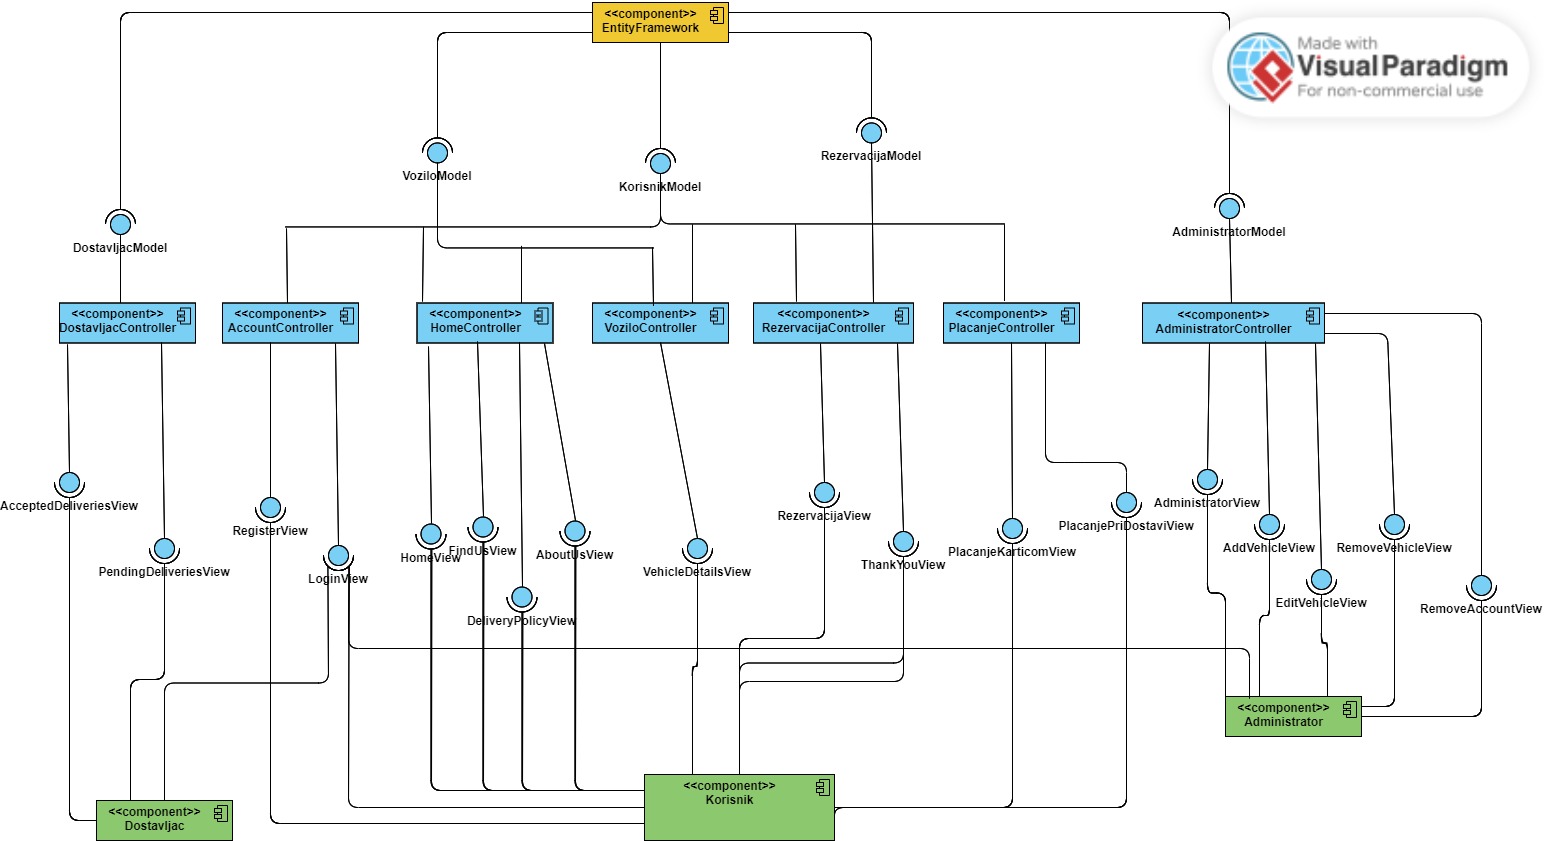 <<component>>
EntityFramework
Made with
Visual Paradigm
For non-commercial use
RezervacijaModel
VoziloModel
KorisnikModel
AdministratorModel
DostavljacModel
<<component>>
DostavljacController
<<component>>
AccountController
<<component>>
HomeController
<<component>>
VoziloController
<<component>>
RezervacijaController
<<component>>
PlacanjeController
<<component>>
AdministratorController
AcceptedDeliveriesView
PendingDeliveriesView
RegisterView
LoginView
HomeView
FindUsView
DeliveryPolicyView
AboutUsView
VehicleDetailsView
RezervacijaView
ThankYouView
PlacanjeKarticomView
PlacanjePriDostaviView
AdministratorView
AddVehicleView
EditVehicleView
RemoveVehicleView
RemoveAccountView
<<component>>
Administrator
<<component>>
Korisnik
<<component>>
Dostavljac